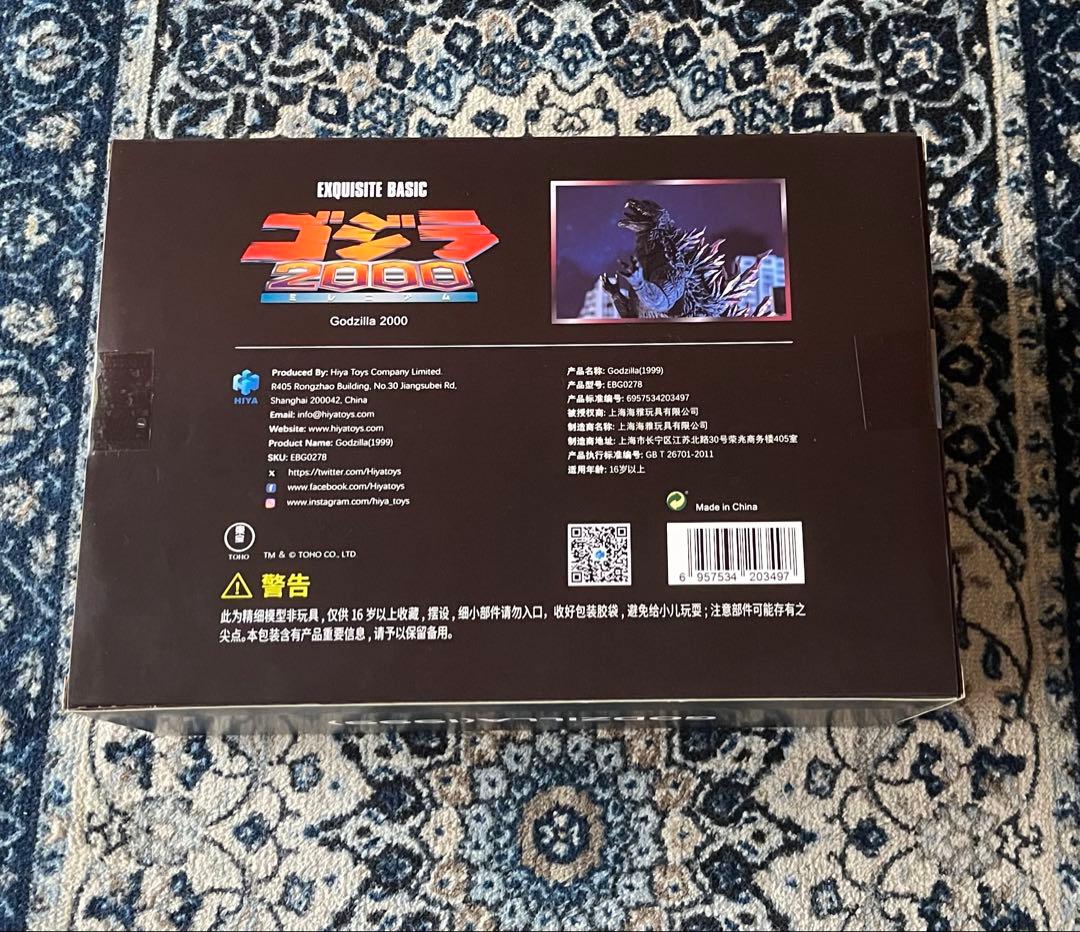 EXQUISITE BASIC
ゴジラ
2000
ミレニアム
Godzilla 2000
Produced By: Hiya Toys Company Limited.
R405 Rongzhao Building, No.30 Jiangsubei Rd,
Shanghai 200042, China
Email: info@hiyatoys.com
Website: www.hiyatoys.com
Product Name: Godzilla(1999)
SKU: EBG0278
https://twitter.com/Hiyatoys
www.facebook.com/Hiyatoys
www.instagram.com/hiya_toys
HIYA
产品名称: Godzilla(1999)
产品型号: EBG0278
产品标准编号: 6957534203497
被授权商: 上海海雅玩具有限公司
制造商名称: 上海海雅玩具有限公司
制造商地址: 上海市长宁区江苏北路30号荣兆商务楼405室
产品执行标准编号: GB T 26701-2011
适用年龄: 16岁以上
Made in China
東宝
TOHO
TM & © TOHO CO., LTD.
6 957534 203497
警告
此为精细模型非玩具，仅供 16 岁以上收藏，摆设，细小部件请勿入口，收好包装胶袋，避免给小儿玩耍；注意部件可能存有之
尖点。本包装含有产品重要信息，请予以保留备用。